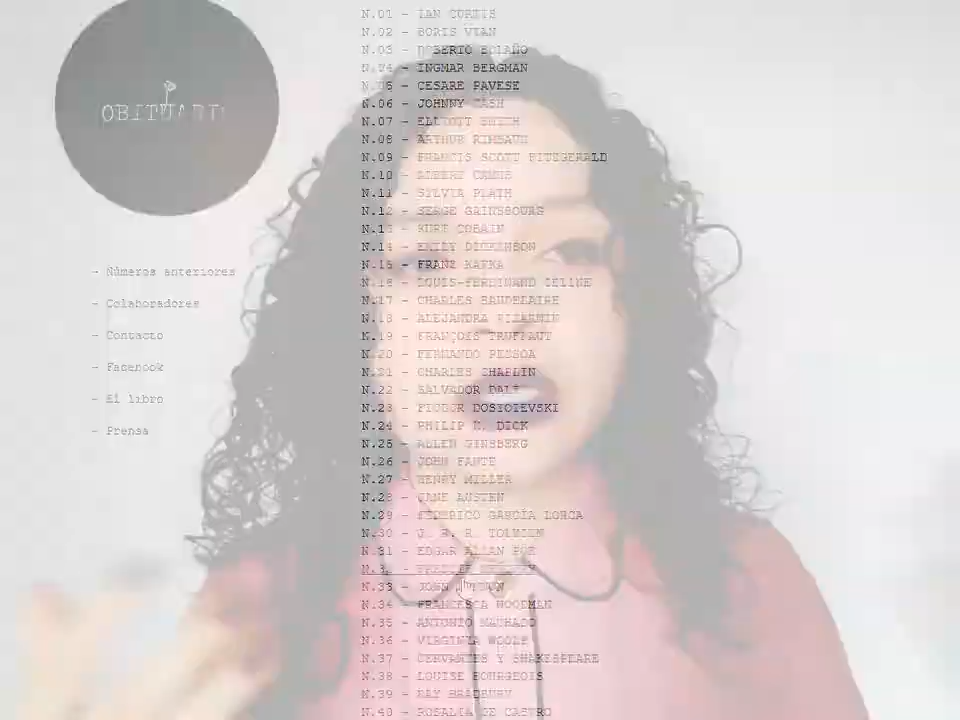 OBITUARI
- Números anteriores
- Colaboradores
- Contacto
- Facebook
- El libro
- Prensa
N.01 - IAN CURTIS
N.02 - BORIS VIAN
N.03 - ROBERTO BOLAÑO
N.04 - INGMAR BERGMAN
N.05 - CESARE PAVESE
N.06 - JOHNNY CASH
N.07 - ELLIOTT SMITH
N.08 - ARTHUR RIMBAUD
N.09 - FRANCIS SCOTT FITZGERALD
N.10 - ALBERT CAMUS
N.11 - SILVIA PLATH
N.12 - SERGE GAINSBOURG
N.13 - KURT COBAIN
N.14 - EMILY DICKINSON
N.15 - FRANZ KAFKA
N.16 - LOUIS-FERDINAND CÉLINE
N.17 - CHARLES BAUDELAIRE
N.18 - ALEJANDRA PIZARNIK
N.19 - FRANÇOIS TRUFFAUT
N.20 - FERNANDO PESSOA
N.21 - CHARLES CHAPLIN
N.22 - SALVADOR DALÍ
N.23 - FIODOR DOSTOIEVSKI
N.24 - PHILIP K. DICK
N.25 - ALLEN GINSBERG
N.26 - JOHN FANTE
N.27 - HENRY MILLER
N.28 - JANE AUSTEN
N.29 - FEDERICO GARCÍA LORCA
N.30 - J. R. R. TOLKIEN
N.31 - EDGAR ALLAN POE
N.33 - JOHN
N.34 - FRANCESCA WOODMAN
N.35 - ANTONIO MACHADO
N.36 - VIRGINIA WOOLF
N.37 - CERVANTES Y SHAKESPEARE
N.38 - LOUISE BOURGEOIS
N.39 - RAY BRADBURY
N.40 - ROSALÍA DE CASTRO